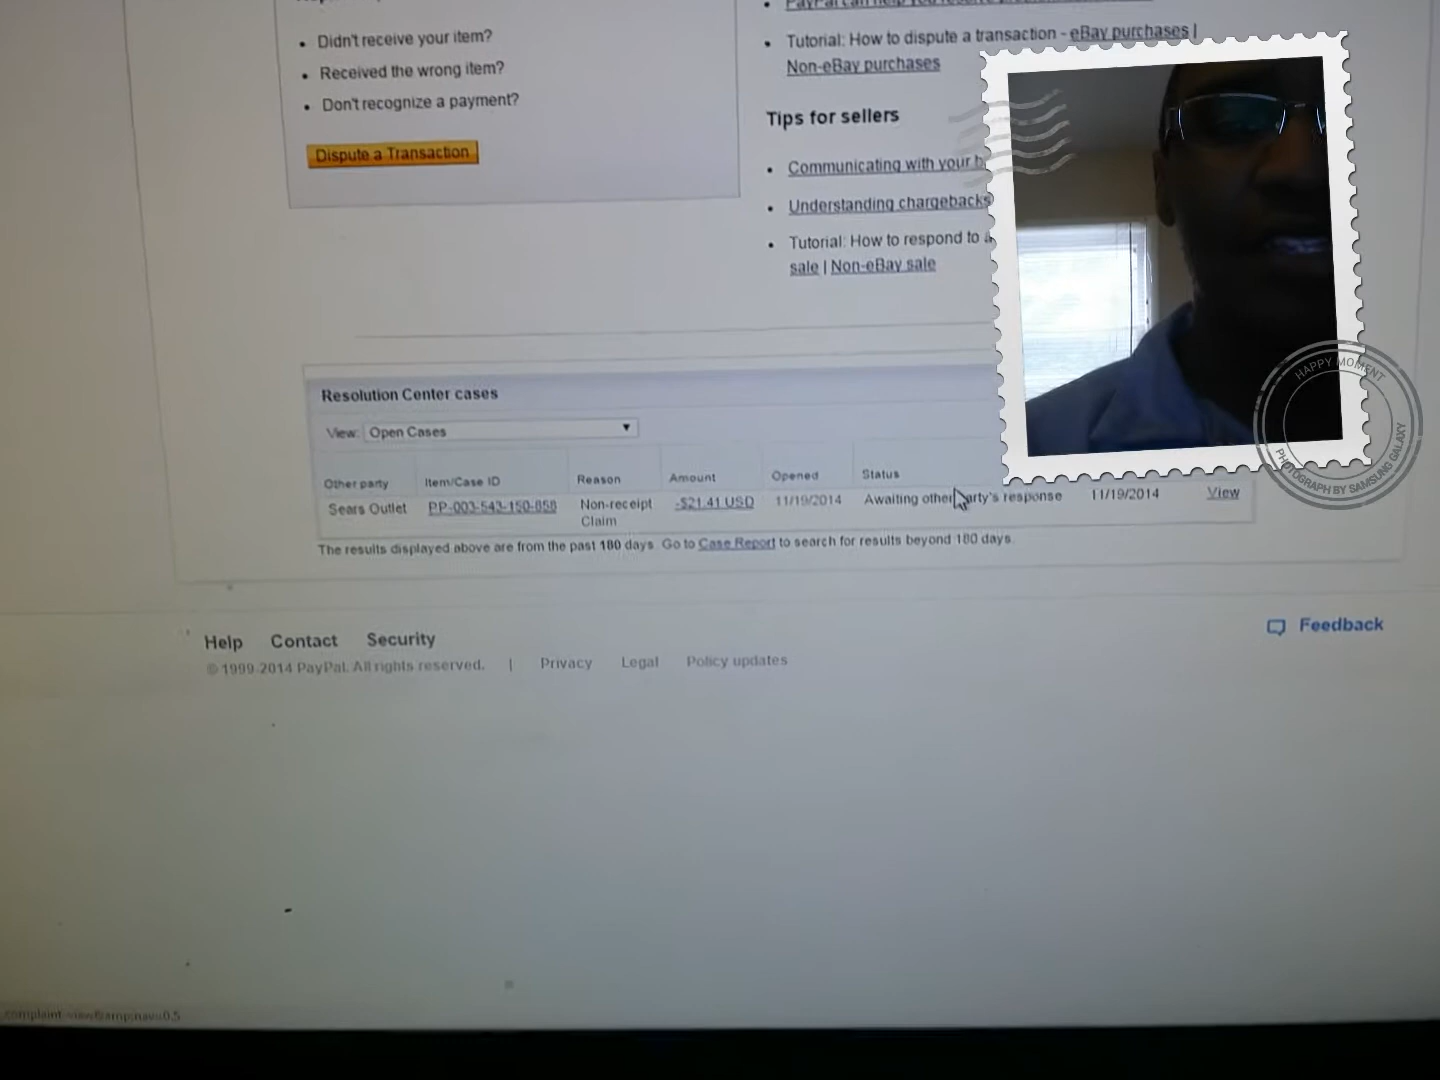 Didn't receive your item?
Received the wrong item?
Don't recognize a payment?
Dispute a Transaction
PayPal can help you
Tutorial: How to dispute a transaction - eBay purchases |
Non-eBay purchases
Tips for sellers
Communicating with your
Understanding chargebacks
Tutorial: How to respond to
sale | Non-eBay sale
HAPPY MOMENT
PHOTOGRAPH BY SAMSUNG GALAXY
Resolution Center cases
View: Open Cases
Other party Item/Case ID Reason Amount Opened Status
Sears Outlet PP-003-543-150-858 Non-receipt Claim -$21.41 USD 11/19/2014 Awaiting other party's response 11/19/2014 View
The results displayed above are from the past 180 days. Go to Case Report to search for results beyond 180 days.
Help Contact Security
Feedback
© 1999-2014 PayPal. All rights reserved. | Privacy Legal Policy updates